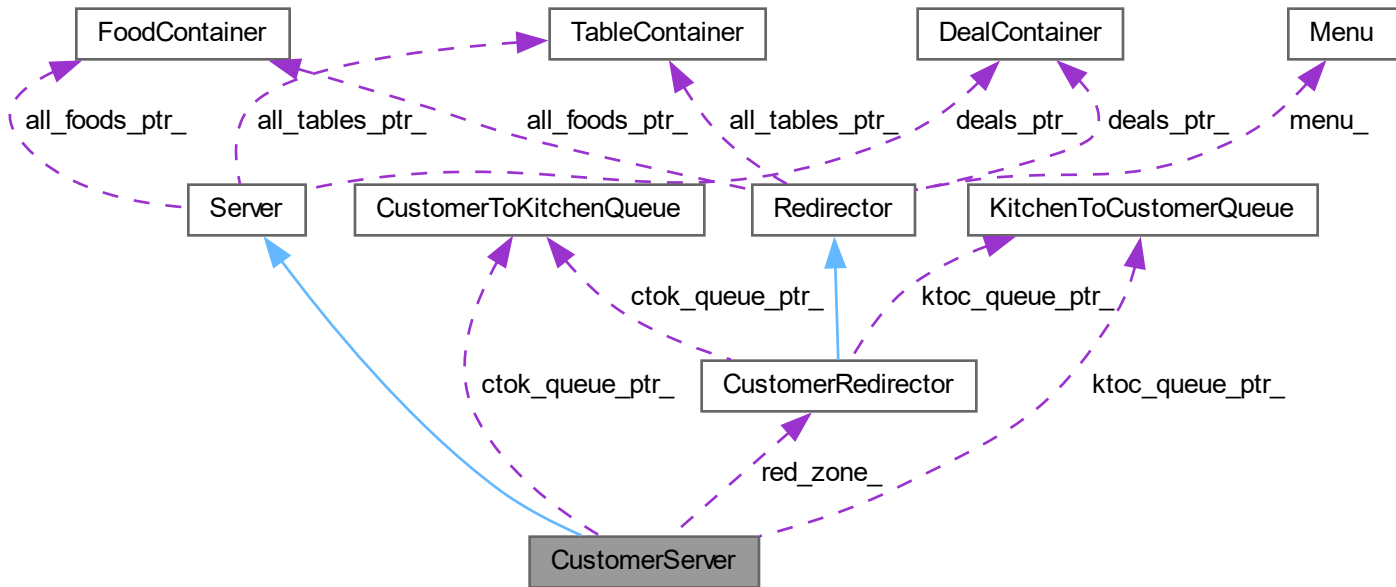 FoodContainer
TableContainer
DealContainer
Menu
all_foods_ptr_
all_tables_ptr_
all_foods_ptr_
all_tables_ptr_
deals_ptr_
deals_ptr_
menu_
Server
CustomerToKitchenQueue
Redirector
KitchenToCustomerQueue
ctok_queue_ptr_
ktoc_queue_ptr_
ctok_queue_ptr_
CustomerRedirector
ktoc_queue_ptr_
red_zone_
CustomerServer